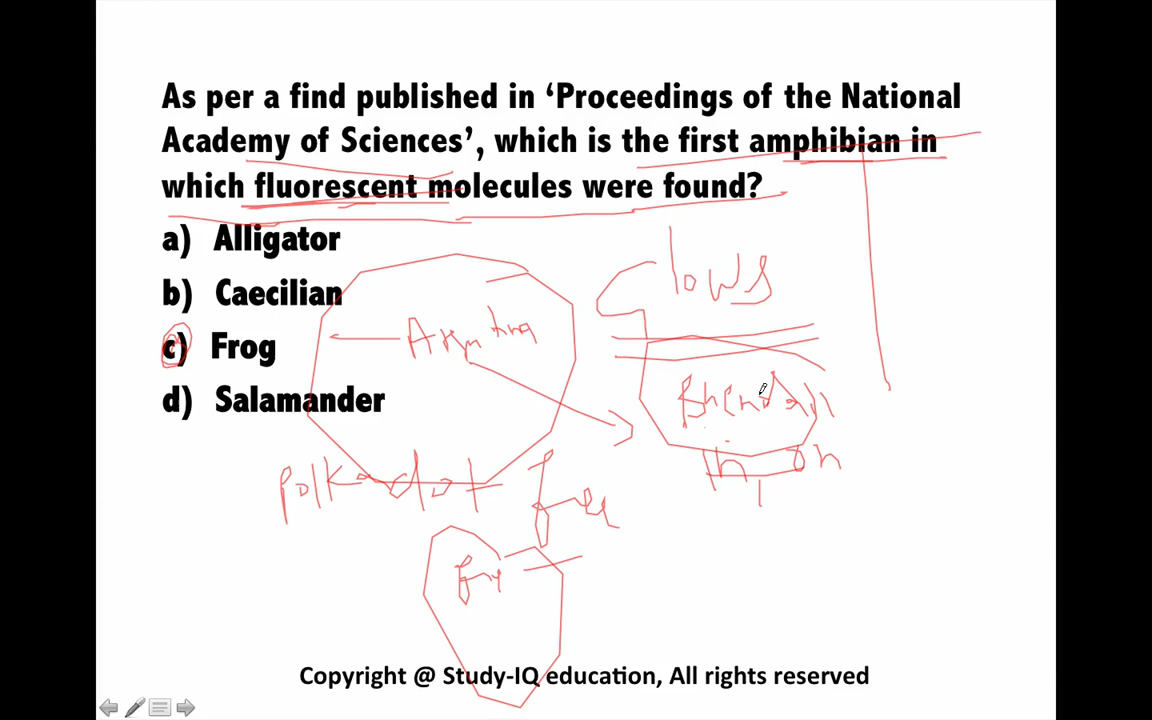 As per a find published in ‘Proceedings of the National
Academy of Sciences’, which is the first amphibian in
which fluorescent molecules were found?
a) Alligator
b) Caecilian
c) Frog
d) Salamander
polka dot
Copyright @ Study-IQ education, All rights reserved